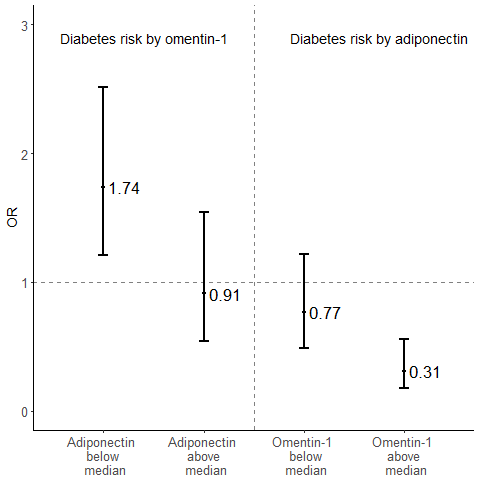 3
Diabetes risk by omentin-1
Diabetes risk by adiponectin
2
1.74
OR
1
0.91
0.77
0.31
0
Adiponectin
below
median
Adiponectin
above
median
Omentin-1
below
median
Omentin-1
above
median